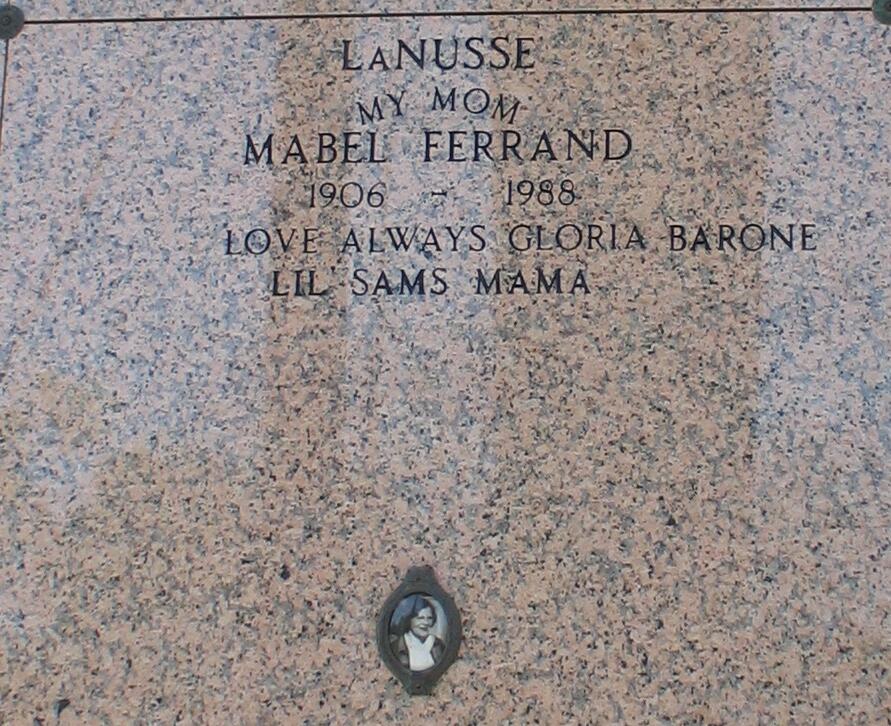 LaNUSSE
MY MOM
MABEL FERRAND
1906 - 1988
LOVE ALWAYS GLORIA BARONE
LIL' SAMS MAMA